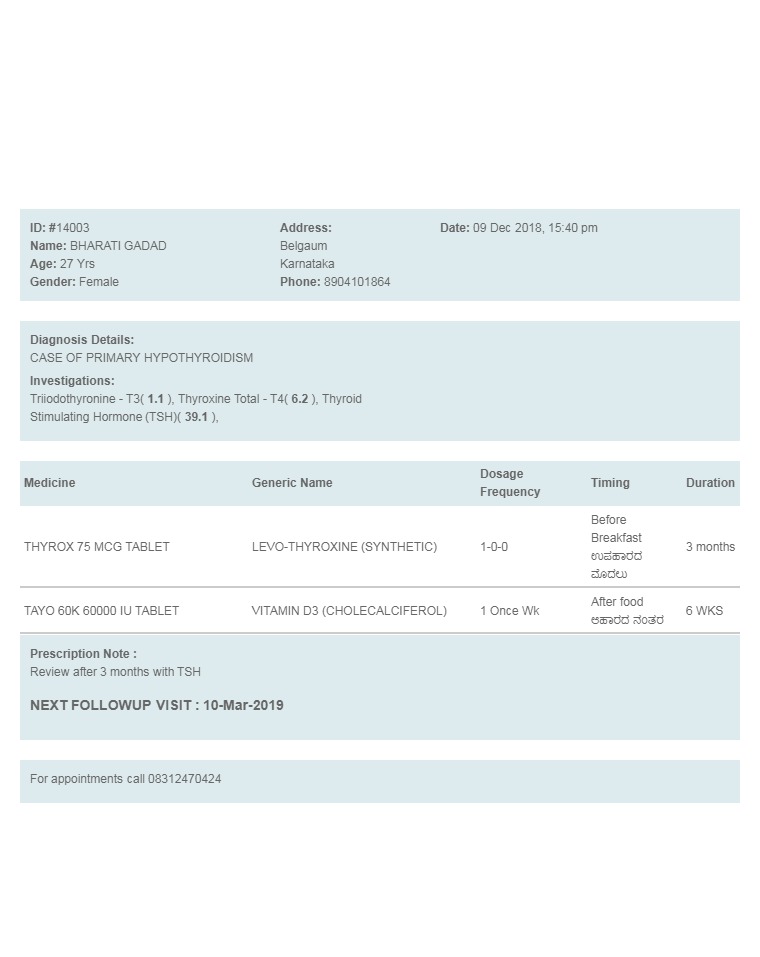 ID: #14003
Name: BHARATI GADAD
Age: 27 Yrs
Gender: Female
Address:
Belgaum
Karnataka
Phone: 8904101864
Date: 09 Dec 2018, 15:40 pm
Diagnosis Details:
CASE OF PRIMARY HYPOTHYROIDISM
Investigations:
Triiodothyronine - T3( 1.1 ), Thyroxine Total - T4( 6.2 ), Thyroid
Stimulating Hormone (TSH)( 39.1 ),
Medicine Generic Name Dosage Frequency Timing Duration
THYROX 75 MCG TABLET LEVO-THYROXINE (SYNTHETIC) 1-0-0 Before Breakfast ಉಪಹಾರದ ಮೊದಲು 3 months
TAYO 60K 60000 IU TABLET VITAMIN D3 (CHOLECALCIFEROL) 1 Once Wk After food ಆಹಾರದ ನಂತರ 6 WKS
Prescription Note :
Review after 3 months with TSH
NEXT FOLLOWUP VISIT : 10-Mar-2019
For appointments call 08312470424